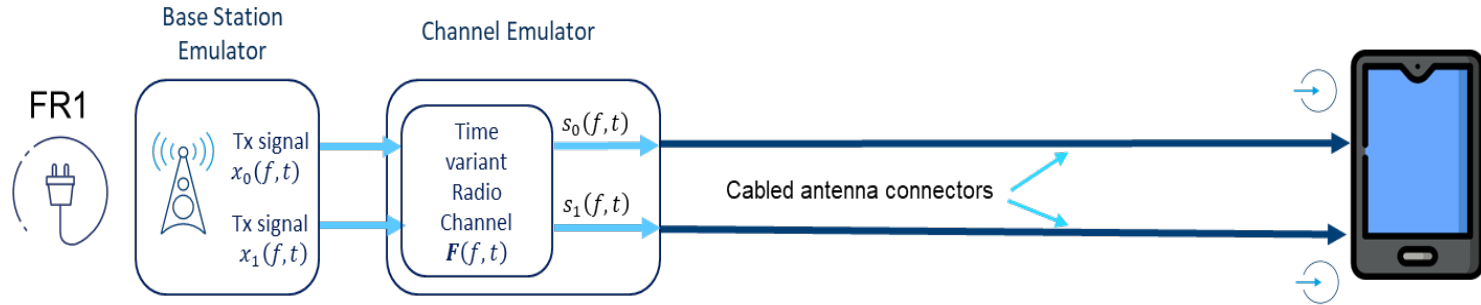 Base Station
Emulator
Channel Emulator
FR1
Tx signal
x₀(f,t)
Tx signal
x₁(f,t)
Time
variant
Radio
Channel
F(f,t)
s₀(f,t)
s₁(f,t)
Cabled antenna connectors